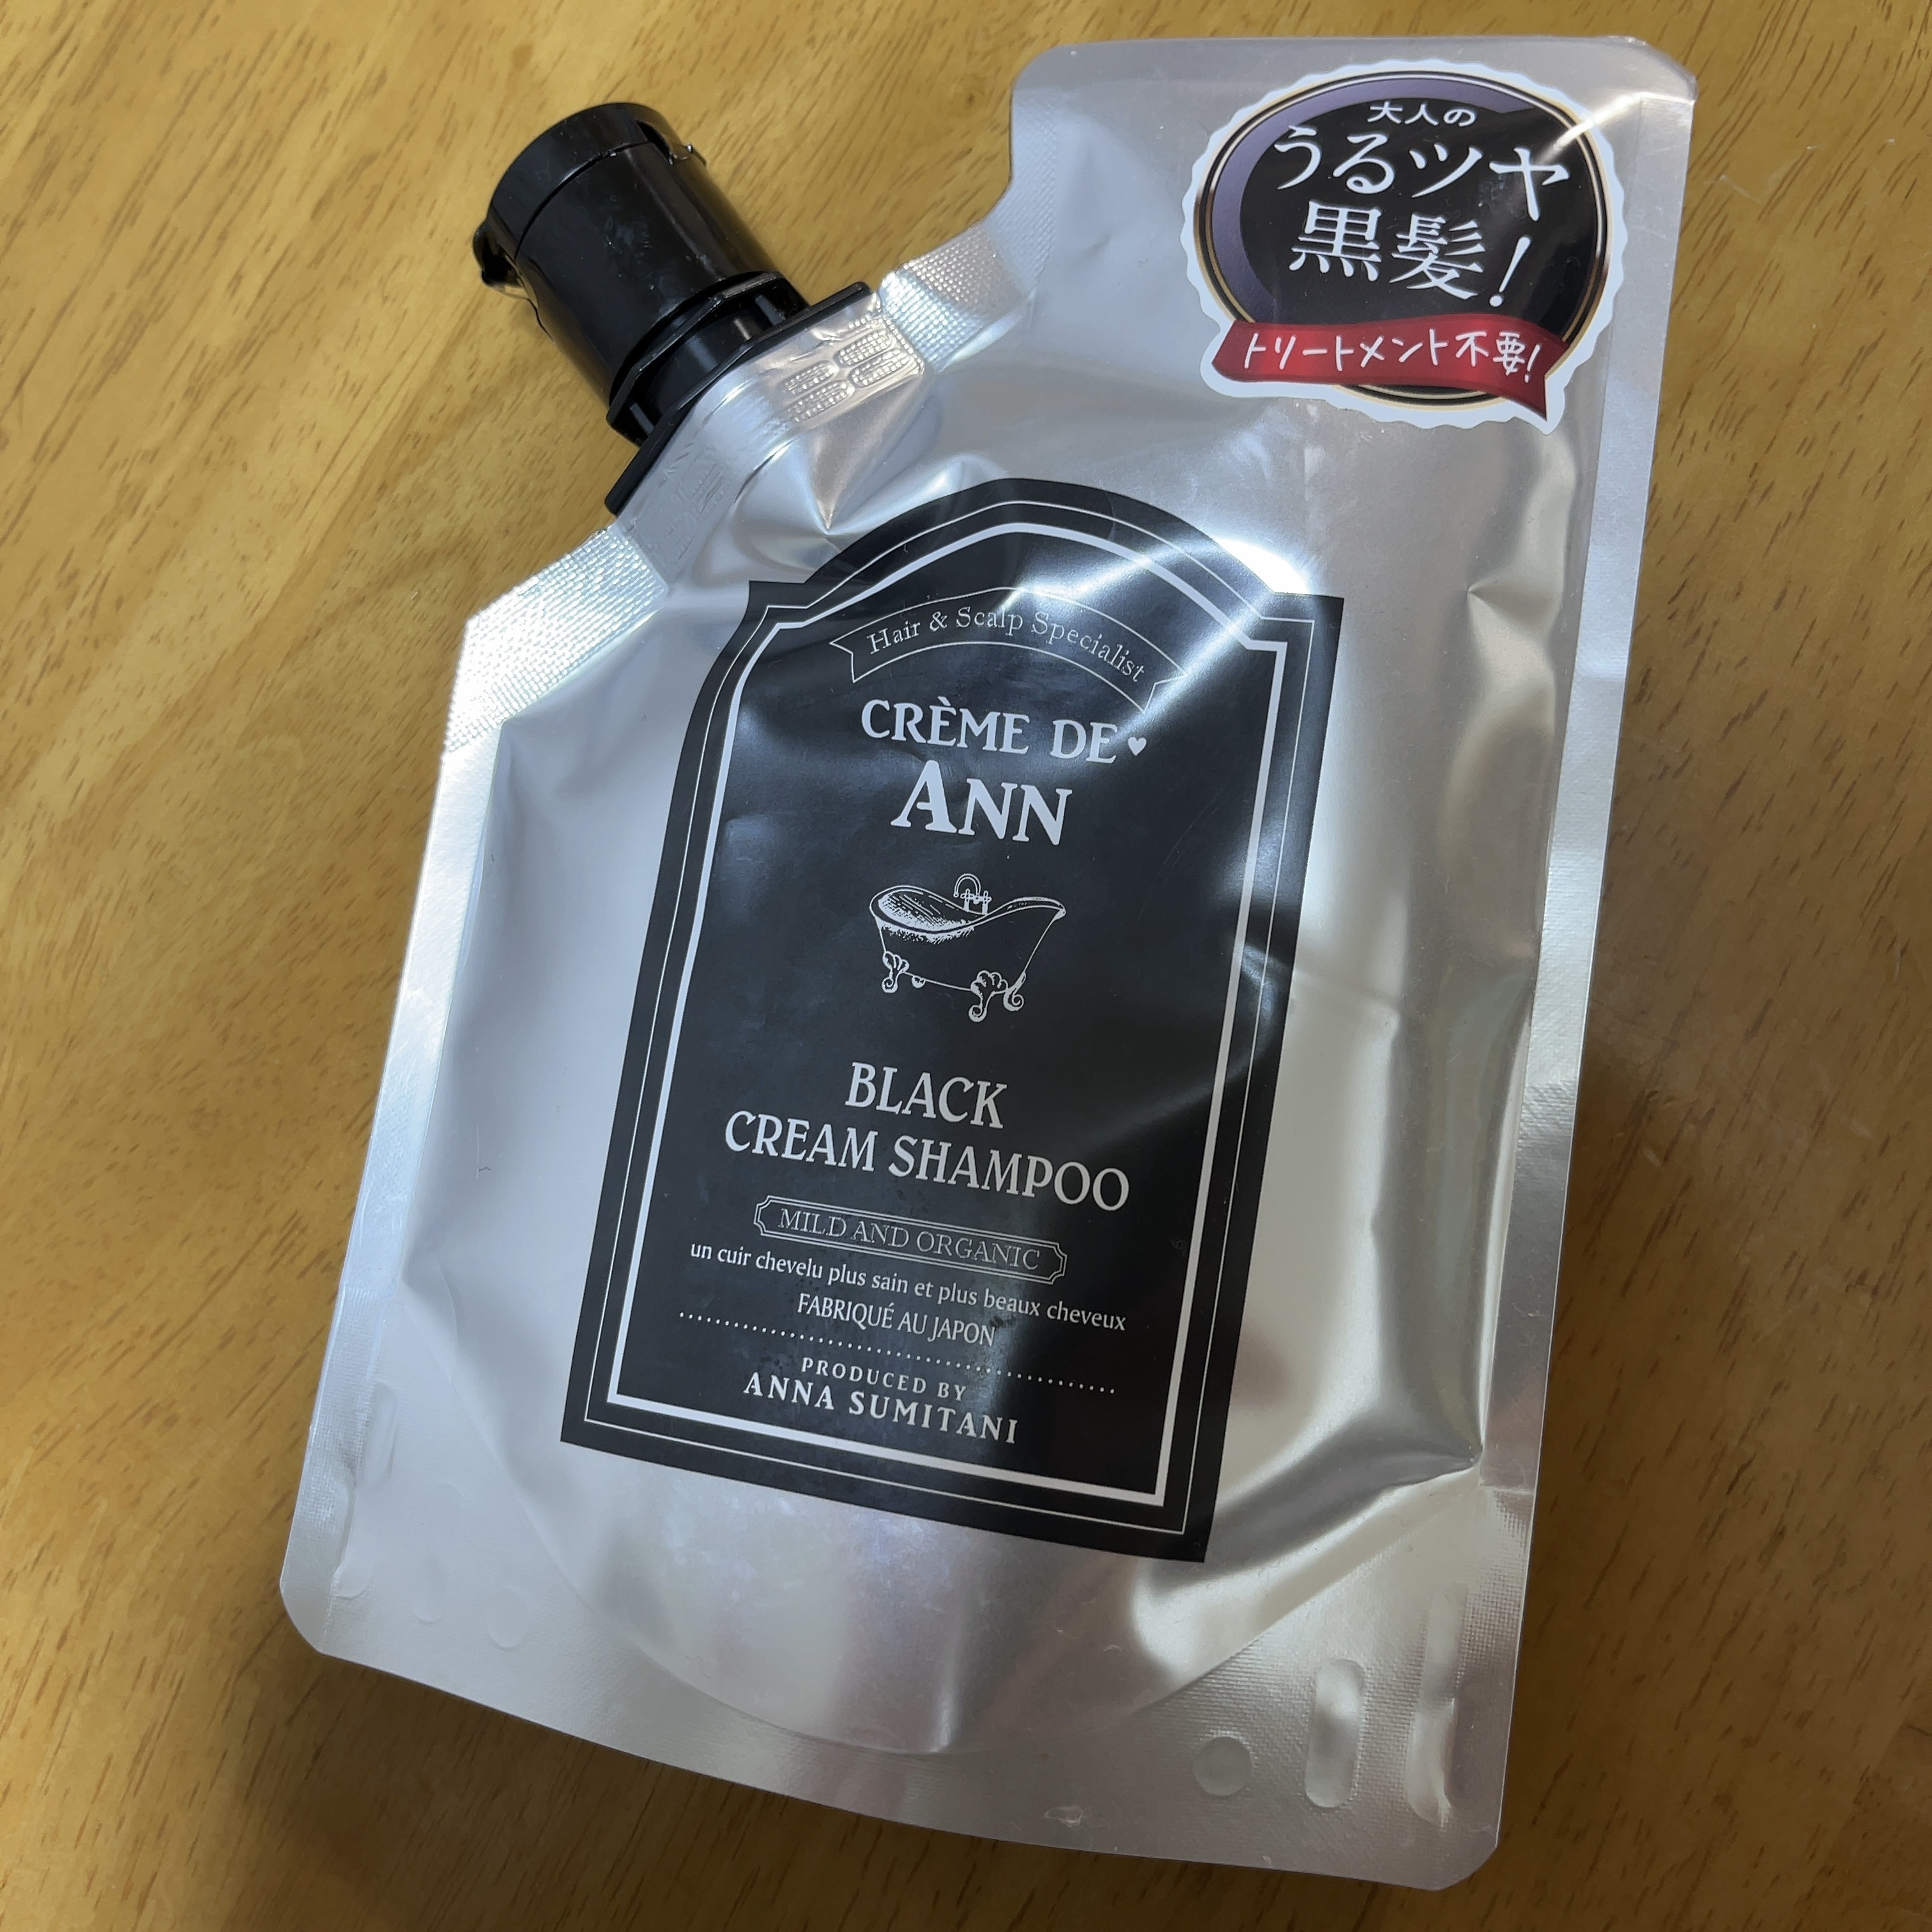 大人の
うるツヤ
黒髪!
トリートメント不要!
Hair & Scalp Specialist
CRÈME DE♥
ANN
BLACK
CREAM SHAMPOO
MILD AND ORGANIC
un cuir chevelu plus sain et plus beaux cheveux
FABRIQUÉ AU JAPON
PRODUCED BY
ANNA SUMITANI